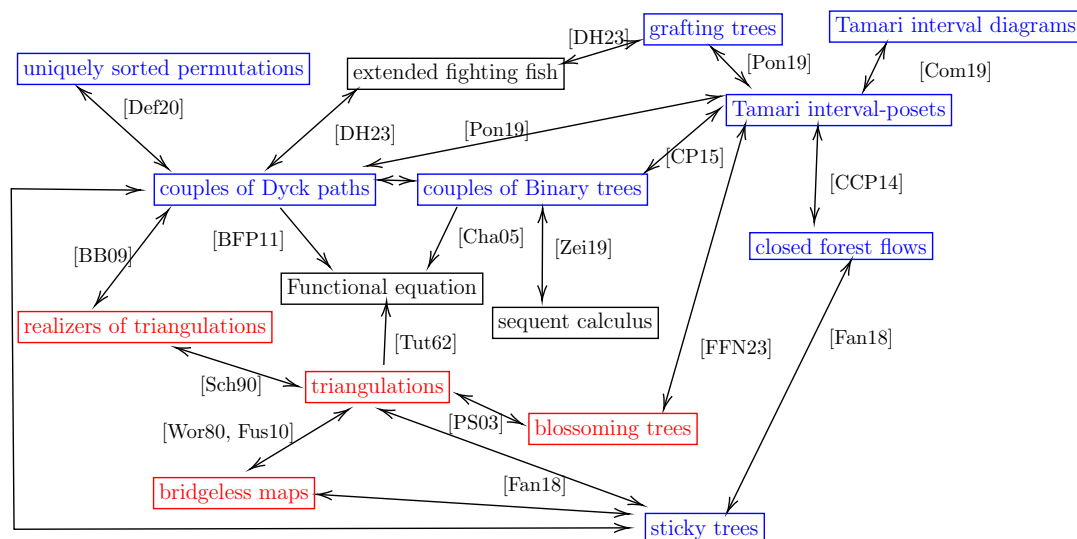 grafting trees
Tamari interval diagrams
[DH23]
uniquely sorted permutations
extended fighting fish
[Pon19]
[Com19]
[Def20]
Tamari interval-posets
[DH23]
[Pon19]
[CP15]
couples of Dyck paths
couples of Binary trees
[CCP14]
[BB09]
[BFP11]
[Cha05]
[Zei19]
closed forest flows
Functional equation
realizers of triangulations
sequent calculus
[Tut62]
[FFN23]
[Fan18]
[Sch90]
triangulations
[PS03]
blossoming trees
[Wor80, Fus10]
bridgeless maps
[Fan18]
sticky trees